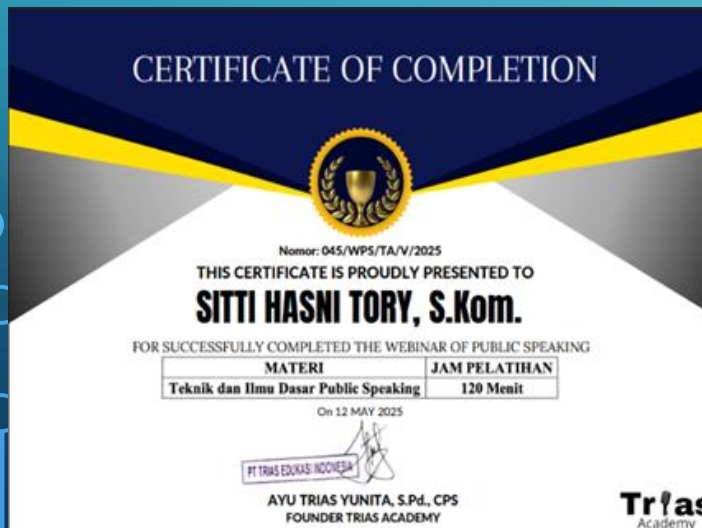 CERTIFICATE OF COMPLETION
Nomor: 045/WPS/TA/V/2025
THIS CERTIFICATE IS PROUDLY PRESENTED TO
SITTI HASNI TORY, S.Kom.
FOR SUCCESSFULLY COMPLETED THE WEBINAR OF PUBLIC SPEAKING
MATERI JAM PELATIHAN
Teknik dan Ilmu Dasar Public Speaking 120 Menit
On 12 MAY 2025
PT TRIAS EDUKASI INDONESIA
AYU TRIAS YUNITA, S.Pd., CPS
FOUNDER TRIAS ACADEMY
Trias
Academy